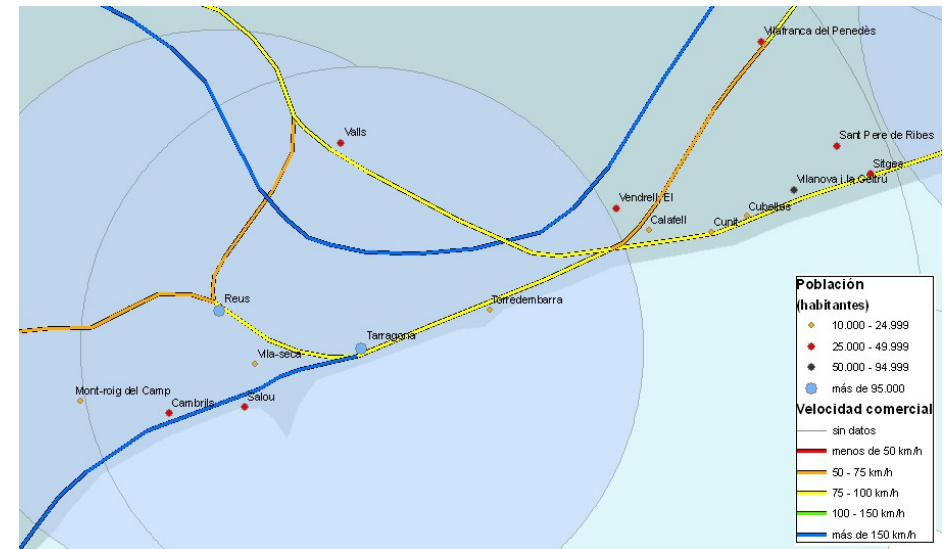 Vilafranca del Penedès
Valls
Sant Pere de Ribes
Sitges
Vilanova i la Geltrú
Vendrell, El
Cubelles
Calafell
Cunit
Reus
Torredembarra
Tarragona
Vila-seca
Mont-roig del Camp
Cambrils
Salou
Población
(habitantes)
10.000 - 24.999
25.000 - 49.999
50.000 - 94.999
más de 95.000
Velocidad comercial
sin datos
menos de 50 km/h
50 - 75 km/h
75 - 100 km/h
100 - 150 km/h
más de 150 km/h